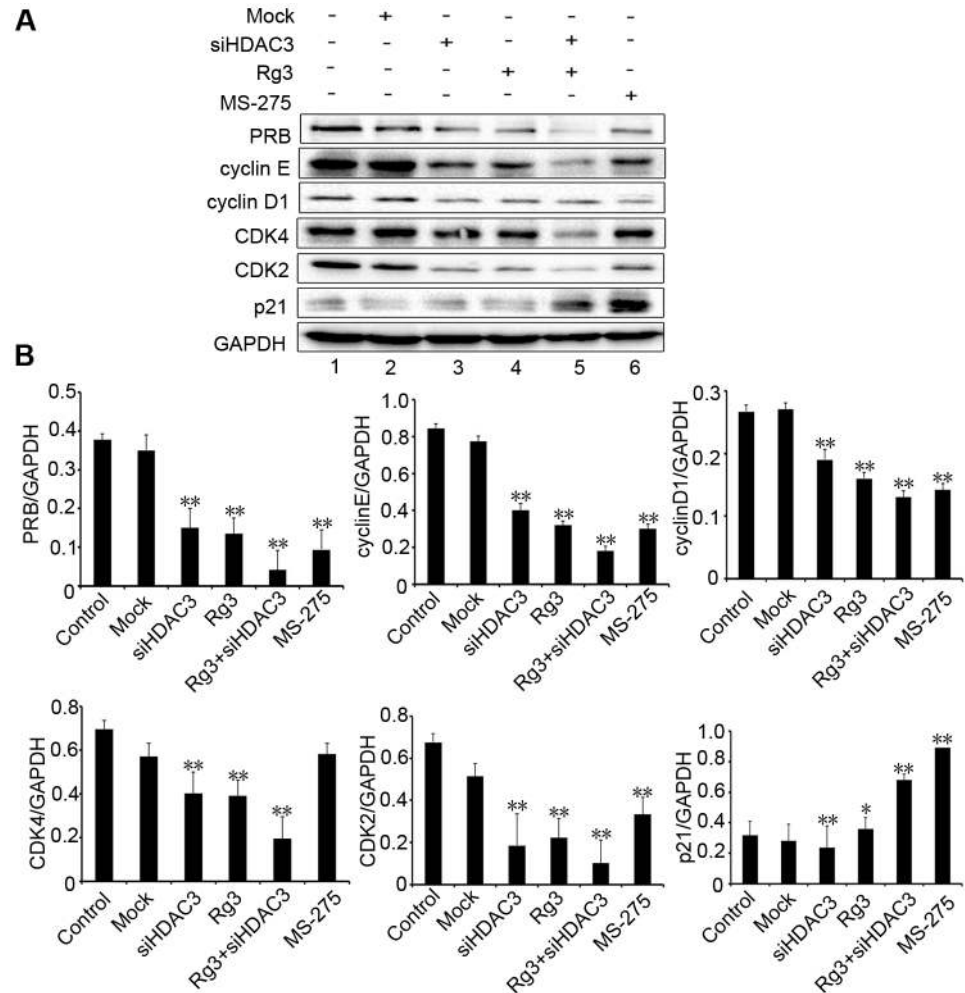 A
Mock - + - - - -
siHDAC3 - - + - + -
Rg3 - - - + + -
MS-275 - - - - - +
PRB
cyclin E
cyclin D1
CDK4
CDK2
p21
GAPDH
1 2 3 4 5 6
B
PRB/GAPDH
0.5
0.4
0.3
0.2
0.1
0
** ** ** **
Control Mock siHDAC3 Rg3 Rg3+siHDAC3 MS-275
cyclinE/GAPDH
1.0
0.8
0.6
0.4
0.2
0
** ** ** **
Control Mock siHDAC3 Rg3 Rg3+siHDAC3 MS-275
cyclinD1/GAPDH
0.3
0.2
0.1
0
** ** ** **
Control Mock siHDAC3 Rg3 Rg3+siHDAC3 MS-275
CDK4/GAPDH
0.8
0.6
0.4
0.2
0
** ** **
Control Mock siHDAC3 Rg3 Rg3+siHDAC3 MS-275
CDK2/GAPDH
0.8
0.6
0.4
0.2
0
** ** ** **
Control Mock siHDAC3 Rg3 Rg3+siHDAC3 MS-275
p21/GAPDH
1.0
0.8
0.6
0.4
0.2
0
** * ** **
Control Mock siHDAC3 Rg3 Rg3+siHDAC3 MS-275